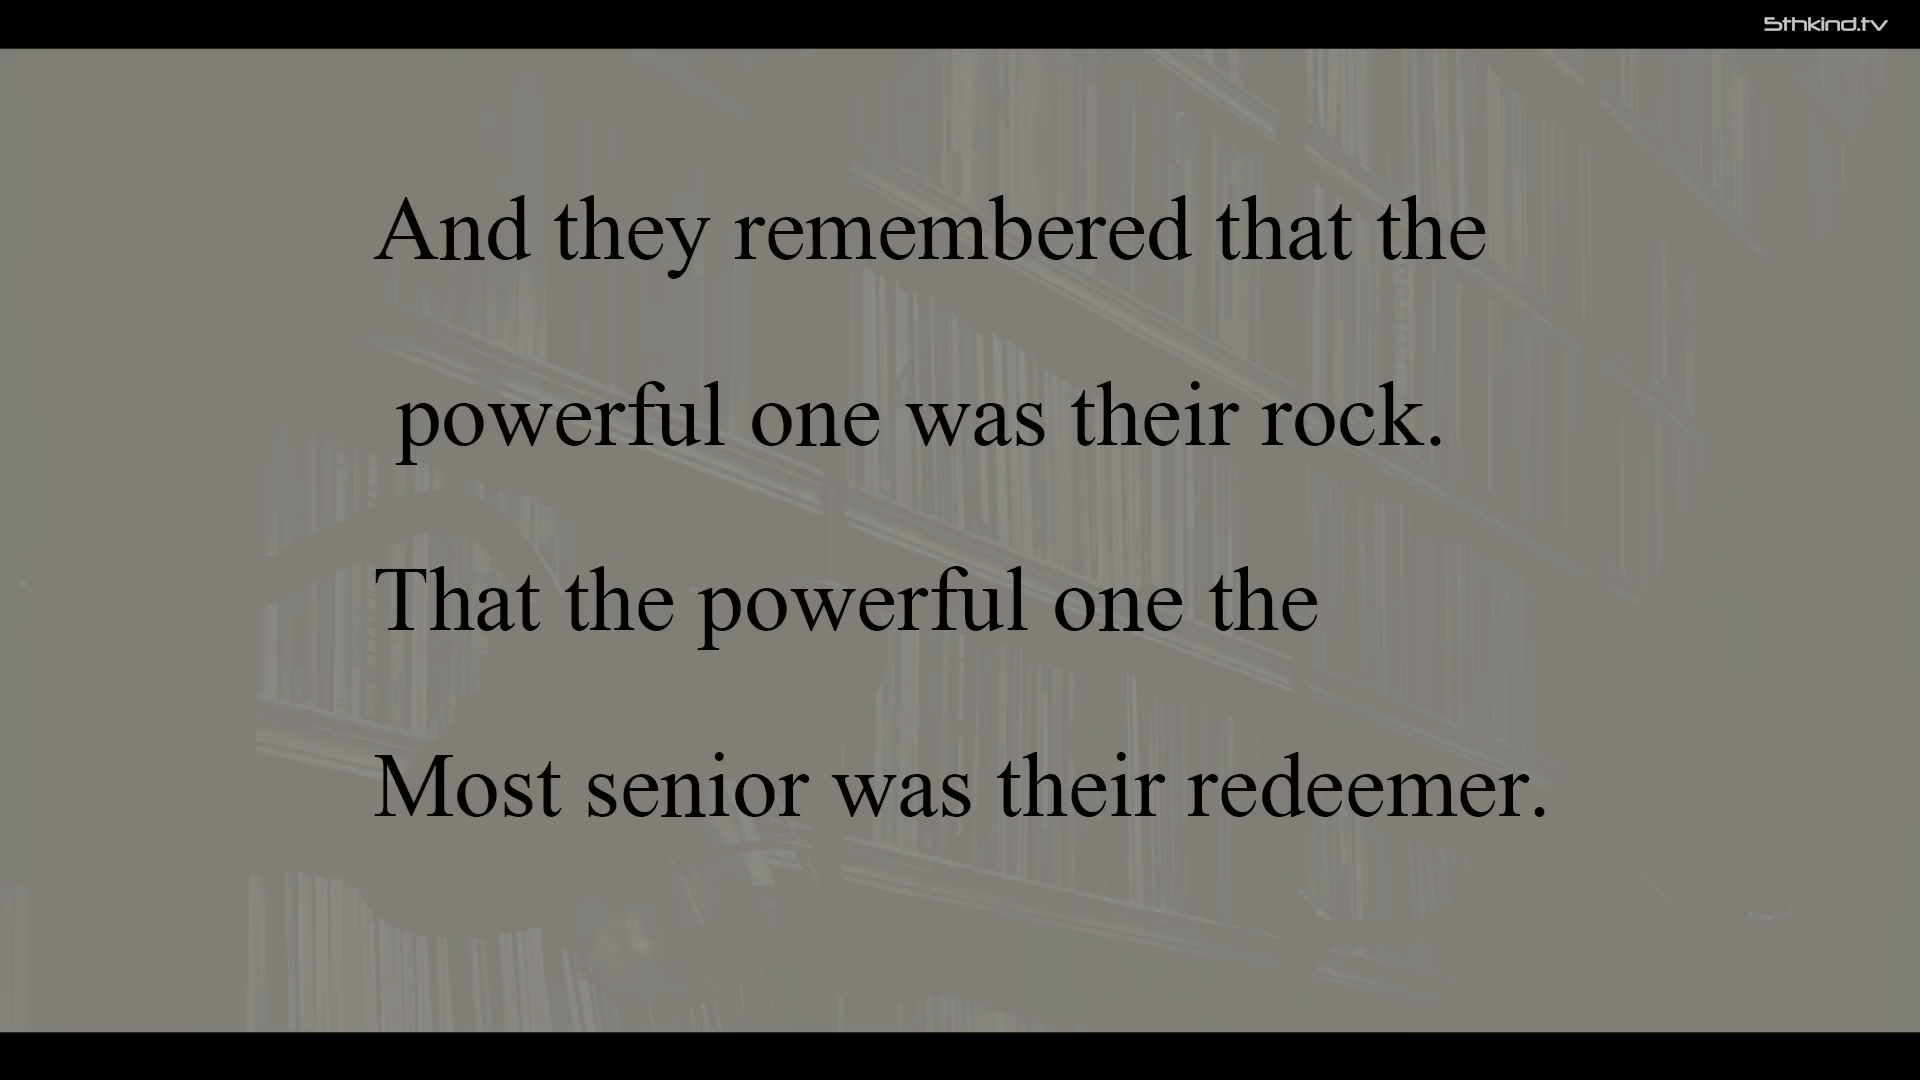 5thkind.tv
And they remembered that the
powerful one was their rock.
That the powerful one the
Most senior was their redeemer.